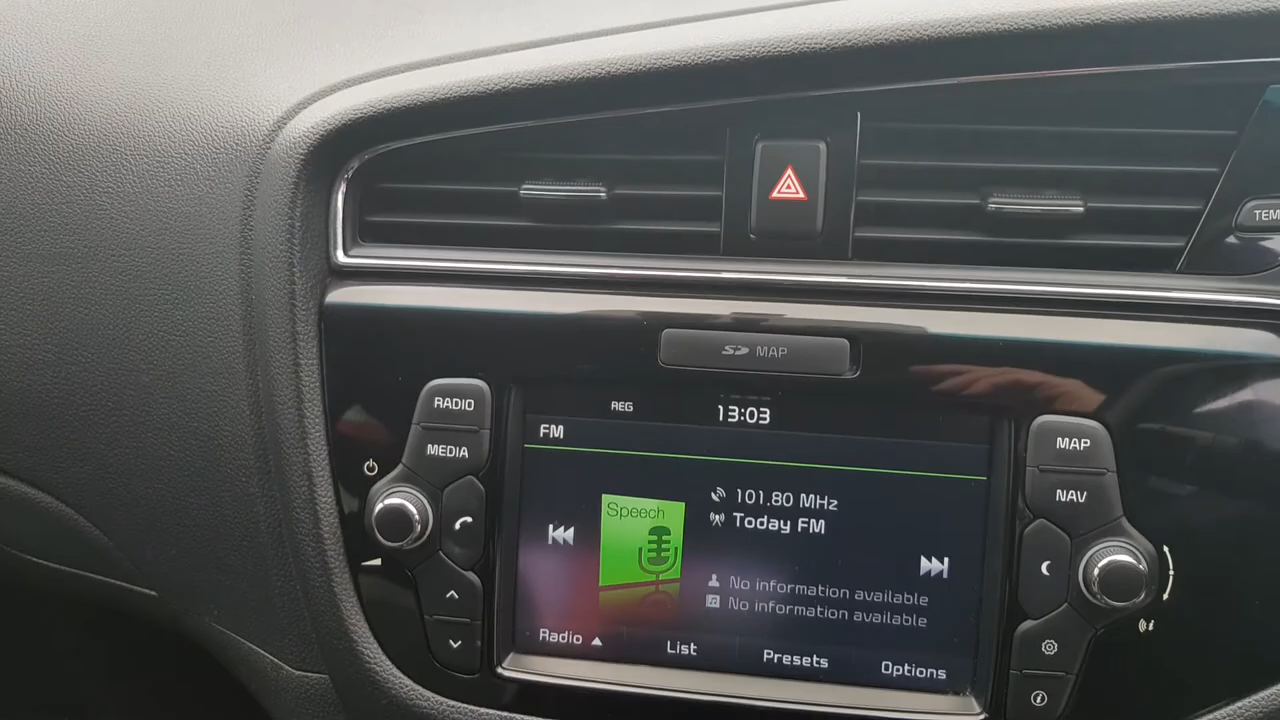 TEM
SD MAP
RADIO
MEDIA
REG
13:03
FM
Speech
101.80 MHz
Today FM
No information available
No information available
Radio
List
Presets
Options
MAP
NAV